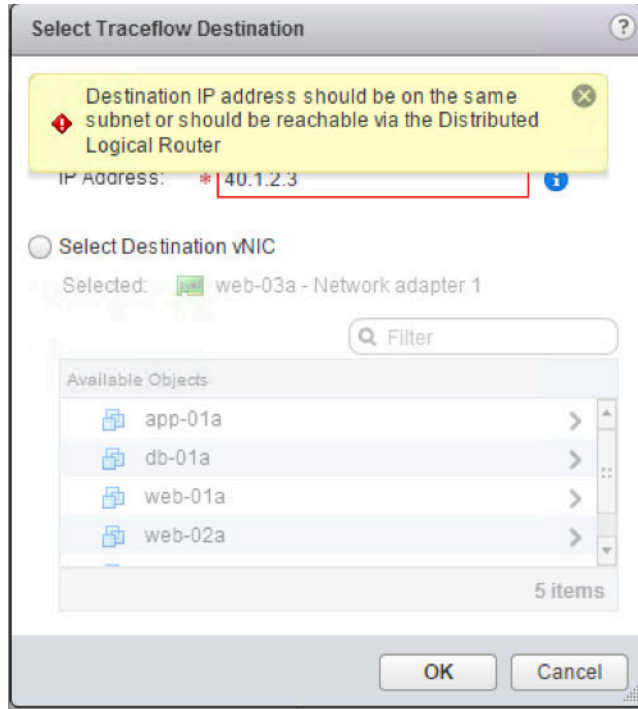 Select Traceflow Destination
?
Destination IP address should be on the same
subnet or should be reachable via the Distributed
Logical Router
IP Address: * 40.1.2.3
Select Destination vNIC
Selected: web-03a - Network adapter 1
Filter
Available Objects
app-01a
db-01a
web-01a
web-02a
5 items
OK Cancel